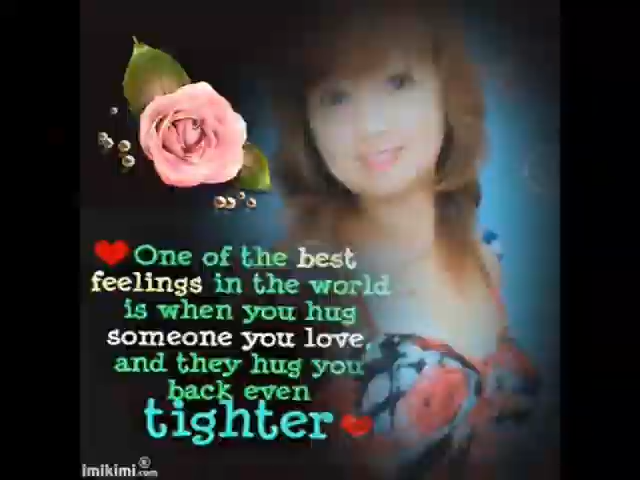 One of the best
feelings in the world
is when you hug
someone you love,
and they hug you
back even
tighter
imikimi®.com